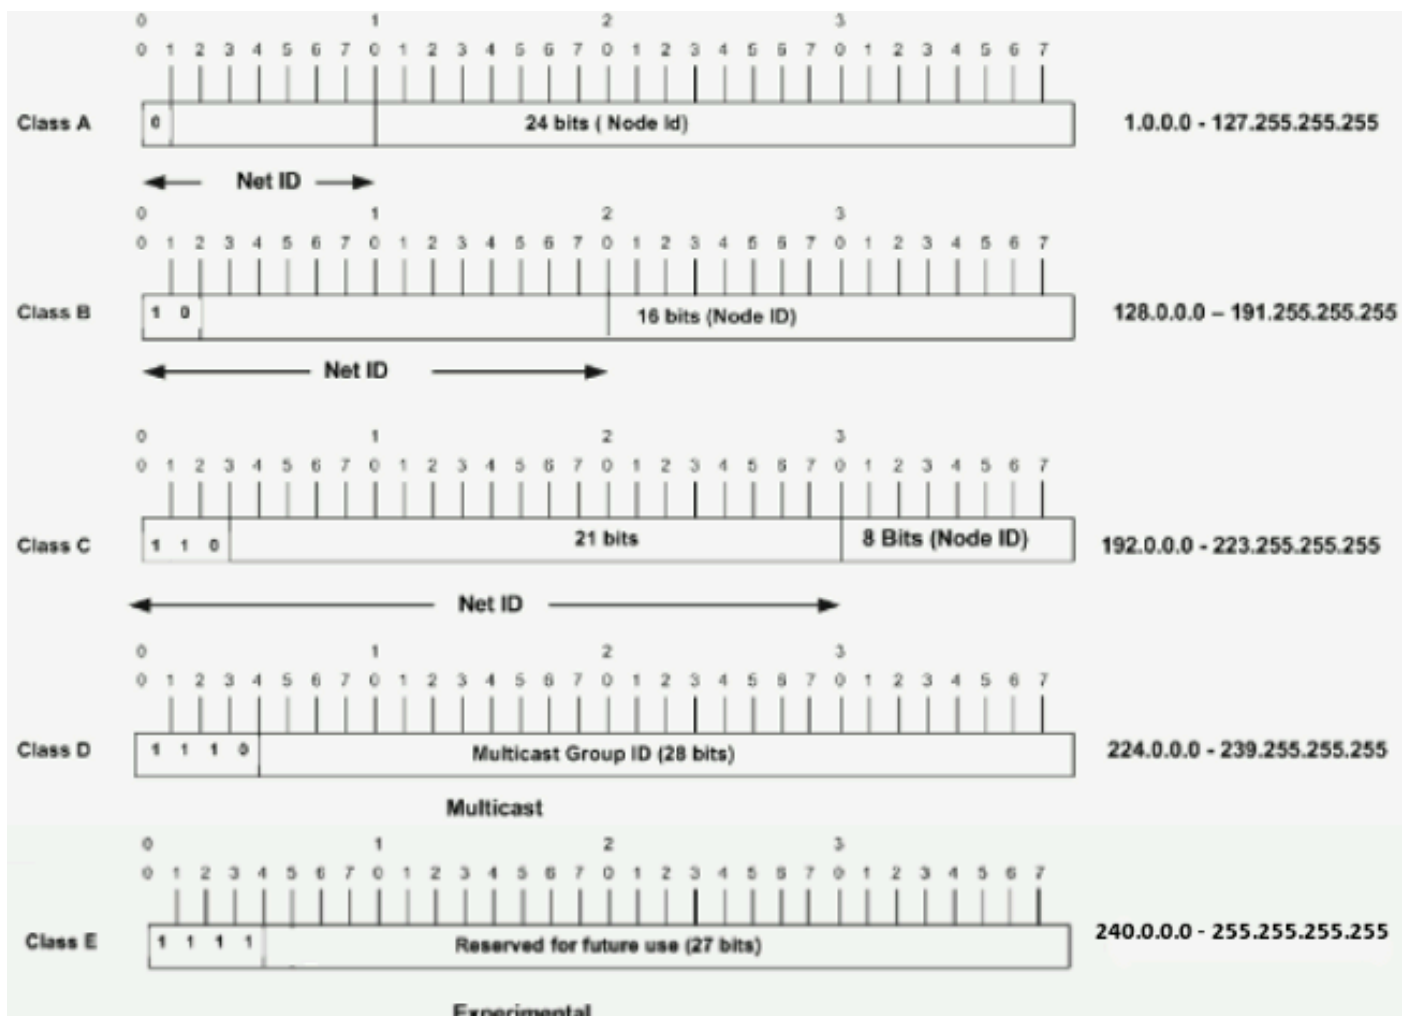 0 1 2 3
0 1 2 3 4 5 6 7 0 1 2 3 4 5 6 7 0 1 2 3 4 5 6 7 0 1 2 3 4 5 6 7
Class A 0 24 bits ( Node Id) 1.0.0.0 - 127.255.255.255
Net ID
0 1 2 3
0 1 2 3 4 5 6 7 0 1 2 3 4 5 6 7 0 1 2 3 4 5 6 7 0 1 2 3 4 5 6 7
Class B 1 0 16 bits (Node ID) 128.0.0.0 – 191.255.255.255
Net ID
0 1 2 3
0 1 2 3 4 5 6 7 0 1 2 3 4 5 6 7 0 1 2 3 4 5 6 7 0 1 2 3 4 5 6 7
Class C 1 1 0 21 bits 8 Bits (Node ID) 192.0.0.0 - 223.255.255.255
Net ID
0 1 2 3
0 1 2 3 4 5 6 7 0 1 2 3 4 5 6 7 0 1 2 3 4 5 6 7 0 1 2 3 4 5 6 7
Class D 1 1 1 0 Multicast Group ID (28 bits) 224.0.0.0 - 239.255.255.255
Multicast
0 1 2 3
0 1 2 3 4 5 6 7 0 1 2 3 4 5 6 7 0 1 2 3 4 5 6 7 0 1 2 3 4 5 6 7
Class E 1 1 1 1 Reserved for future use (27 bits) 240.0.0.0 - 255.255.255.255
Experimental